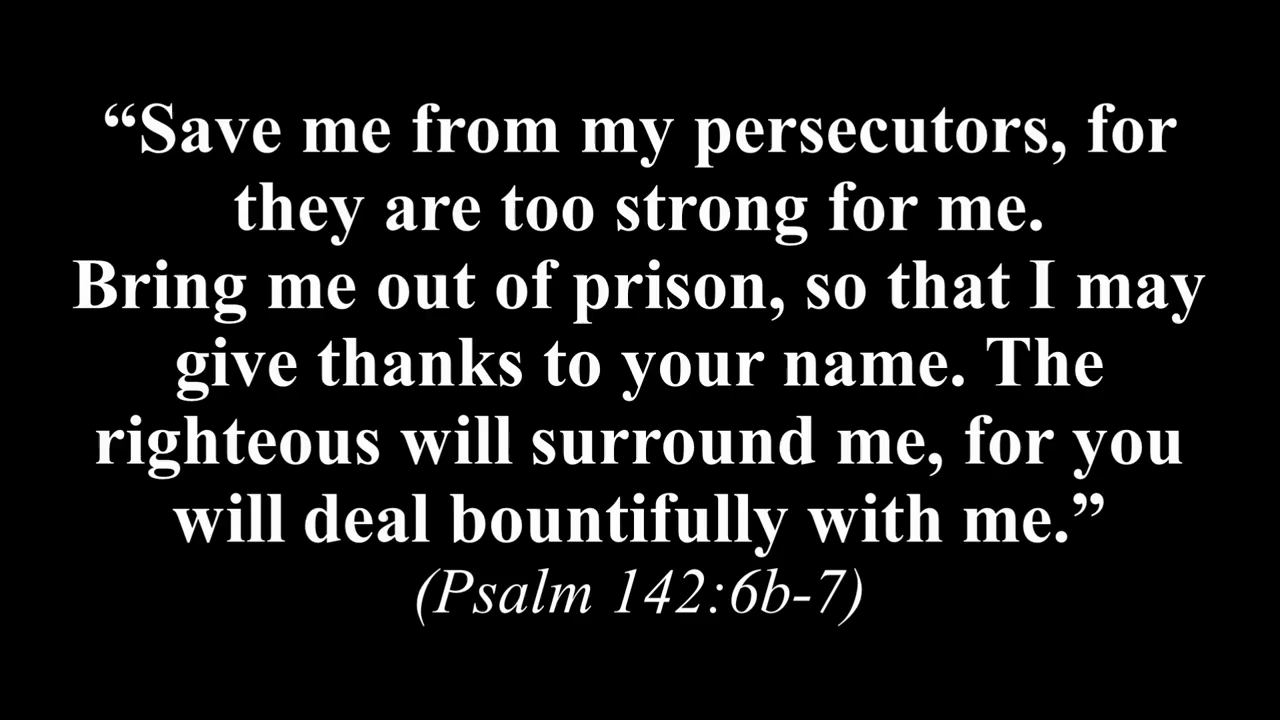 “Save me from my persecutors, for
they are too strong for me.
Bring me out of prison, so that I may
give thanks to your name. The
righteous will surround me, for you
will deal bountifully with me.”
(Psalm 142:6b-7)